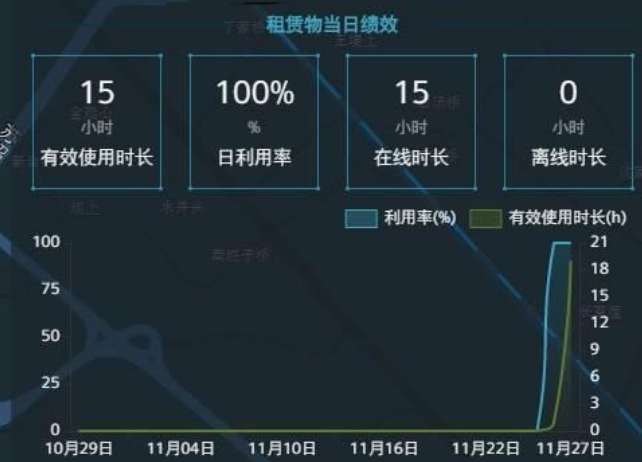 租赁物当日绩效
15
小时
有效使用时长
100%
%
日利用率
15
小时
在线时长
0
小时
离线时长
利用率(%) 有效使用时长(h)
100
75
50
25
0
21
18
15
12
9
6
3
0
10月29日 11月04日 11月10日 11月16日 11月22日 11月27日